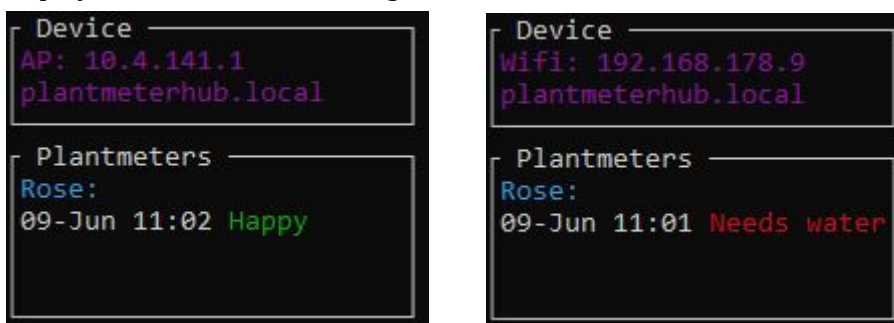 Device
AP: 10.4.141.1
plantmeterhub.local
Plantmeters
Rose:
09-Jun 11:02 Happy
Device
Wifi: 192.168.178.9
plantmeterhub.local
Plantmeters
Rose:
09-Jun 11:01 Needs water